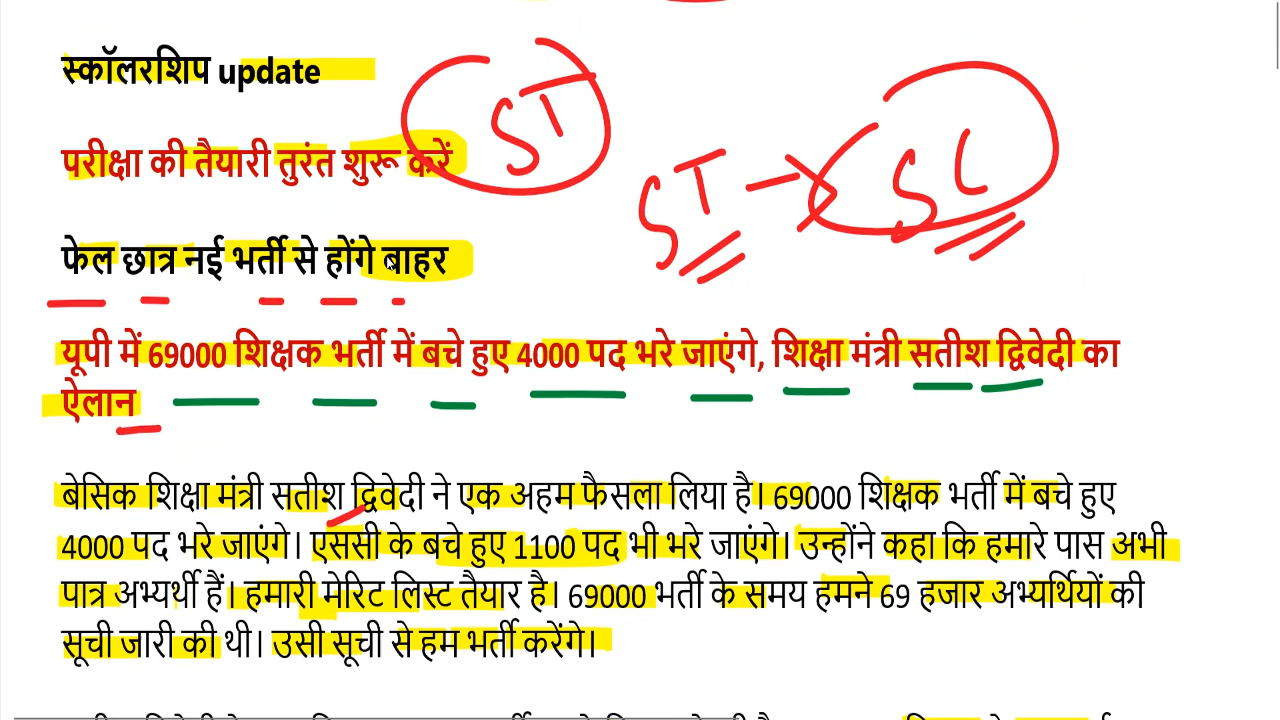 स्कॉलरशिप update
ST
परीक्षा की तैयारी तुरंत शुरू करें
ST → SC
फेल छात्र नई भर्ती से होंगे बाहर
यूपी में 69000 शिक्षक भर्ती में बचे हुए 4000 पद भरे जाएंगे, शिक्षा मंत्री सतीश द्विवेदी का
ऐलान
बेसिक शिक्षा मंत्री सतीश द्विवेदी ने एक अहम फैसला लिया है। 69000 शिक्षक भर्ती में बचे हुए
4000 पद भरे जाएंगे। एससी के बचे हुए 1100 पद भी भरे जाएंगे। उन्होंने कहा कि हमारे पास अभी
पात्र अभ्यर्थी हैं। हमारी मेरिट लिस्ट तैयार है। 69000 भर्ती के समय हमने 69 हजार अभ्यर्थियों की
सूची जारी की थी। उसी सूची से हम भर्ती करेंगे।